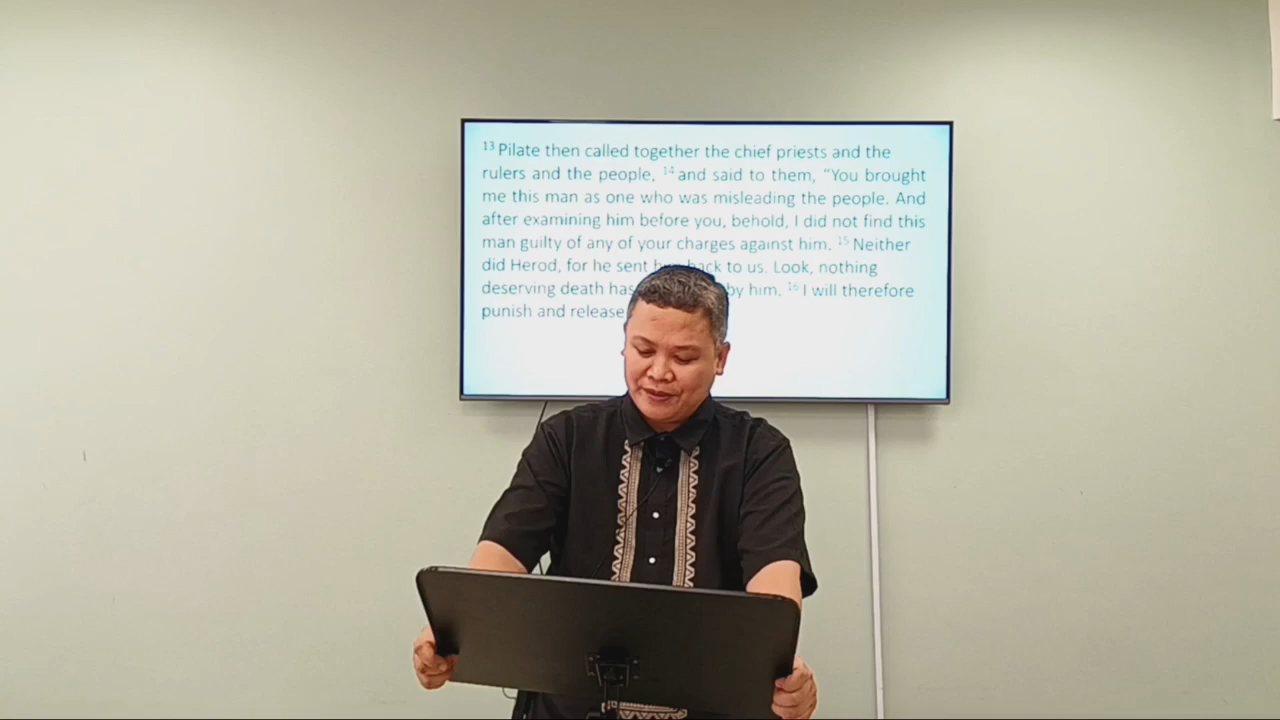 13 Pilate then called together the chief priests and the
rulers and the people, 14 and said to them, “You brought
me this man as one who was misleading the people. And
after examining him before you, behold, I did not find this
man guilty of any of your charges against him. 15 Neither
did Herod, for he sent back to us. Look, nothing
deserving death has by him. 16 I will therefore
punish and release